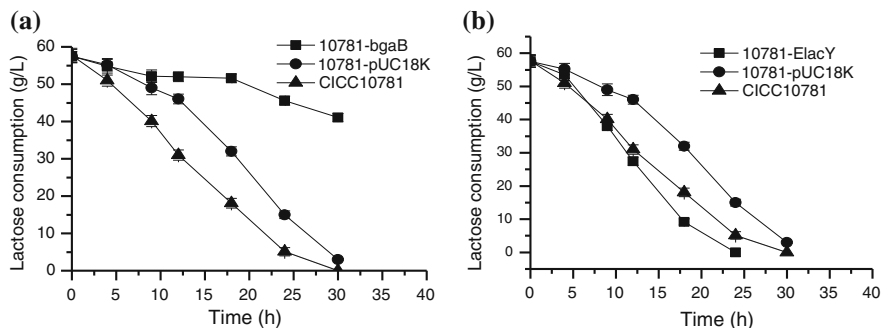 (a)
Lactose consumption (g/L)
60
50
40
30
20
10
0
10781-bgaB
10781-pUC18K
CICC10781
0 5 10 15 20 25 30 35 40
Time (h)
(b)
Lactose consumption (g/L)
60
50
40
30
20
10
0
10781-ElacY
10781-pUC18K
CICC10781
0 5 10 15 20 25 30 35 40
Time (h)